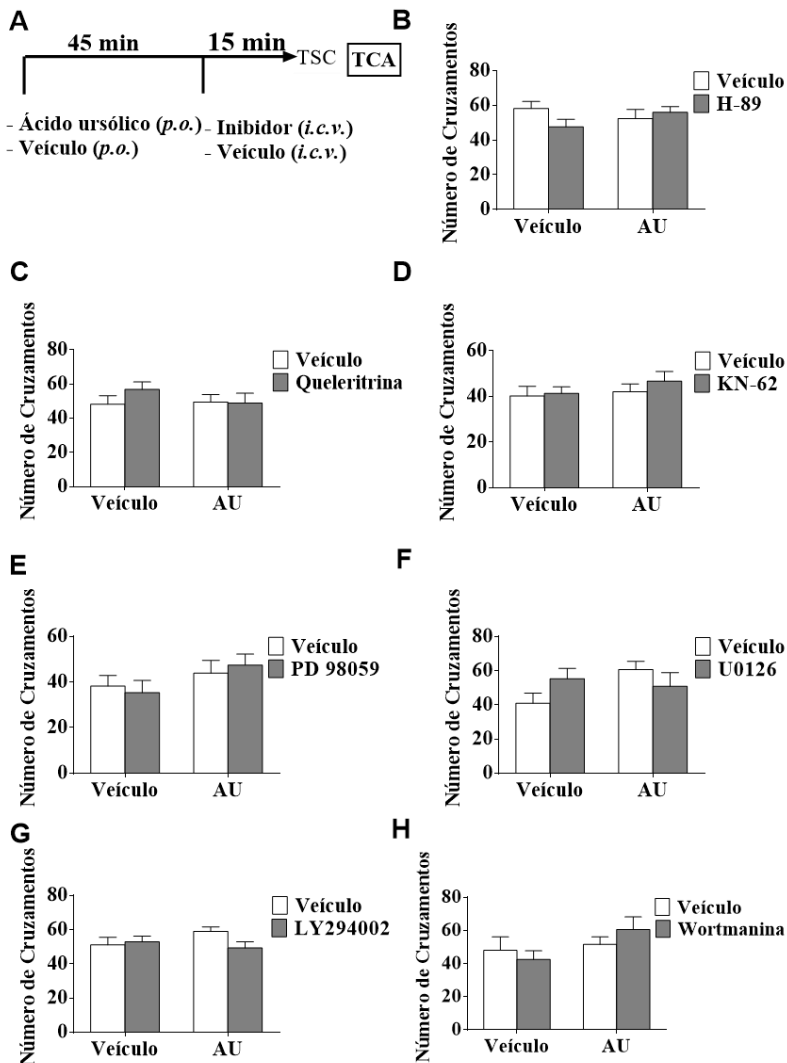 A
45 min
15 min
TSC
TCA
- Ácido ursólico (p.o.)
- Veículo (p.o.)
- Inibidor (i.c.v.)
- Veículo (i.c.v.)
B
Número de Cruzamentos
80
60
40
20
0
Veículo
AU
Veículo
H-89
C
Número de Cruzamentos
80
60
40
20
0
Veículo
AU
Veículo
Queleritrina
D
Número de Cruzamentos
60
40
20
0
Veículo
AU
Veículo
KN-62
E
Número de Cruzamentos
60
40
20
0
Veículo
AU
Veículo
PD 98059
F
Número de Cruzamentos
80
60
40
20
0
Veículo
AU
Veículo
U0126
G
Número de Cruzamentos
80
60
40
20
0
Veículo
AU
Veículo
LY294002
H
Número de Cruzamentos
80
60
40
20
0
Veículo
AU
Veículo
Wortmanina